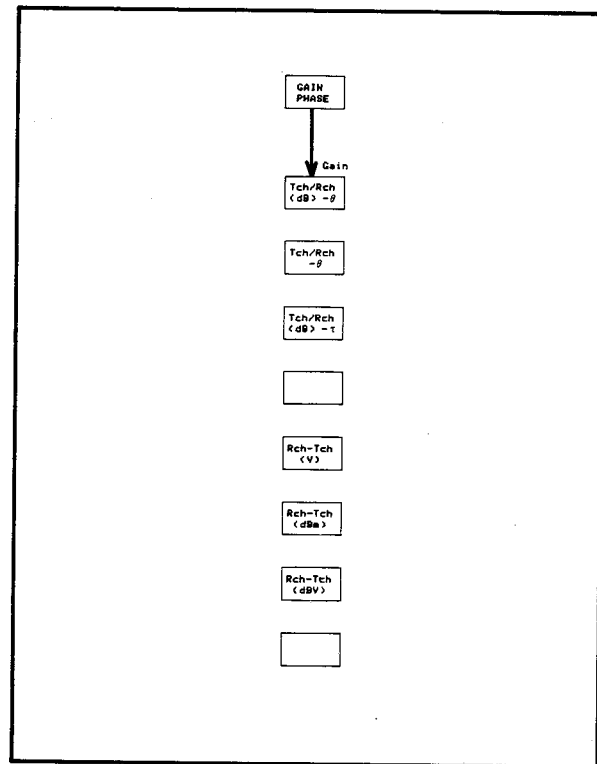 GAIN
PHASE
Gain
Tch/Rch
(dB) -θ
Tch/Rch
-θ
Tch/Rch
(dB) -τ
Rch-Tch
(V)
Rch-Tch
(dBm)
Rch-Tch
(dBV)